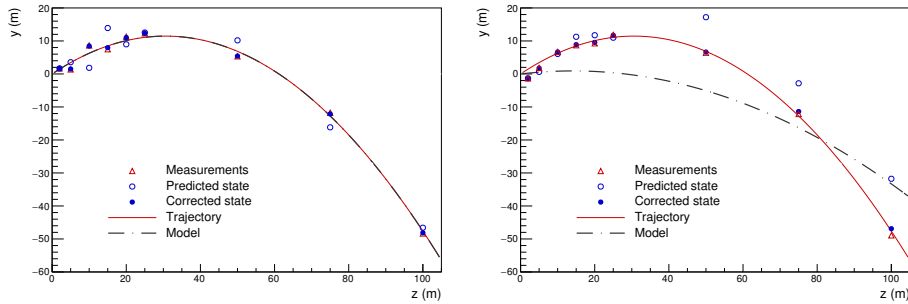 y (m)
20
10
0
−10
−20
−30
−40
−50
−60
Measurements
Predicted state
Corrected state
Trajectory
Model
0 20 40 60 80 100
z (m)
y (m)
20
10
0
−10
−20
−30
−40
−50
−60
Measurements
Predicted state
Corrected state
Trajectory
Model
0 20 40 60 80 100
z (m)